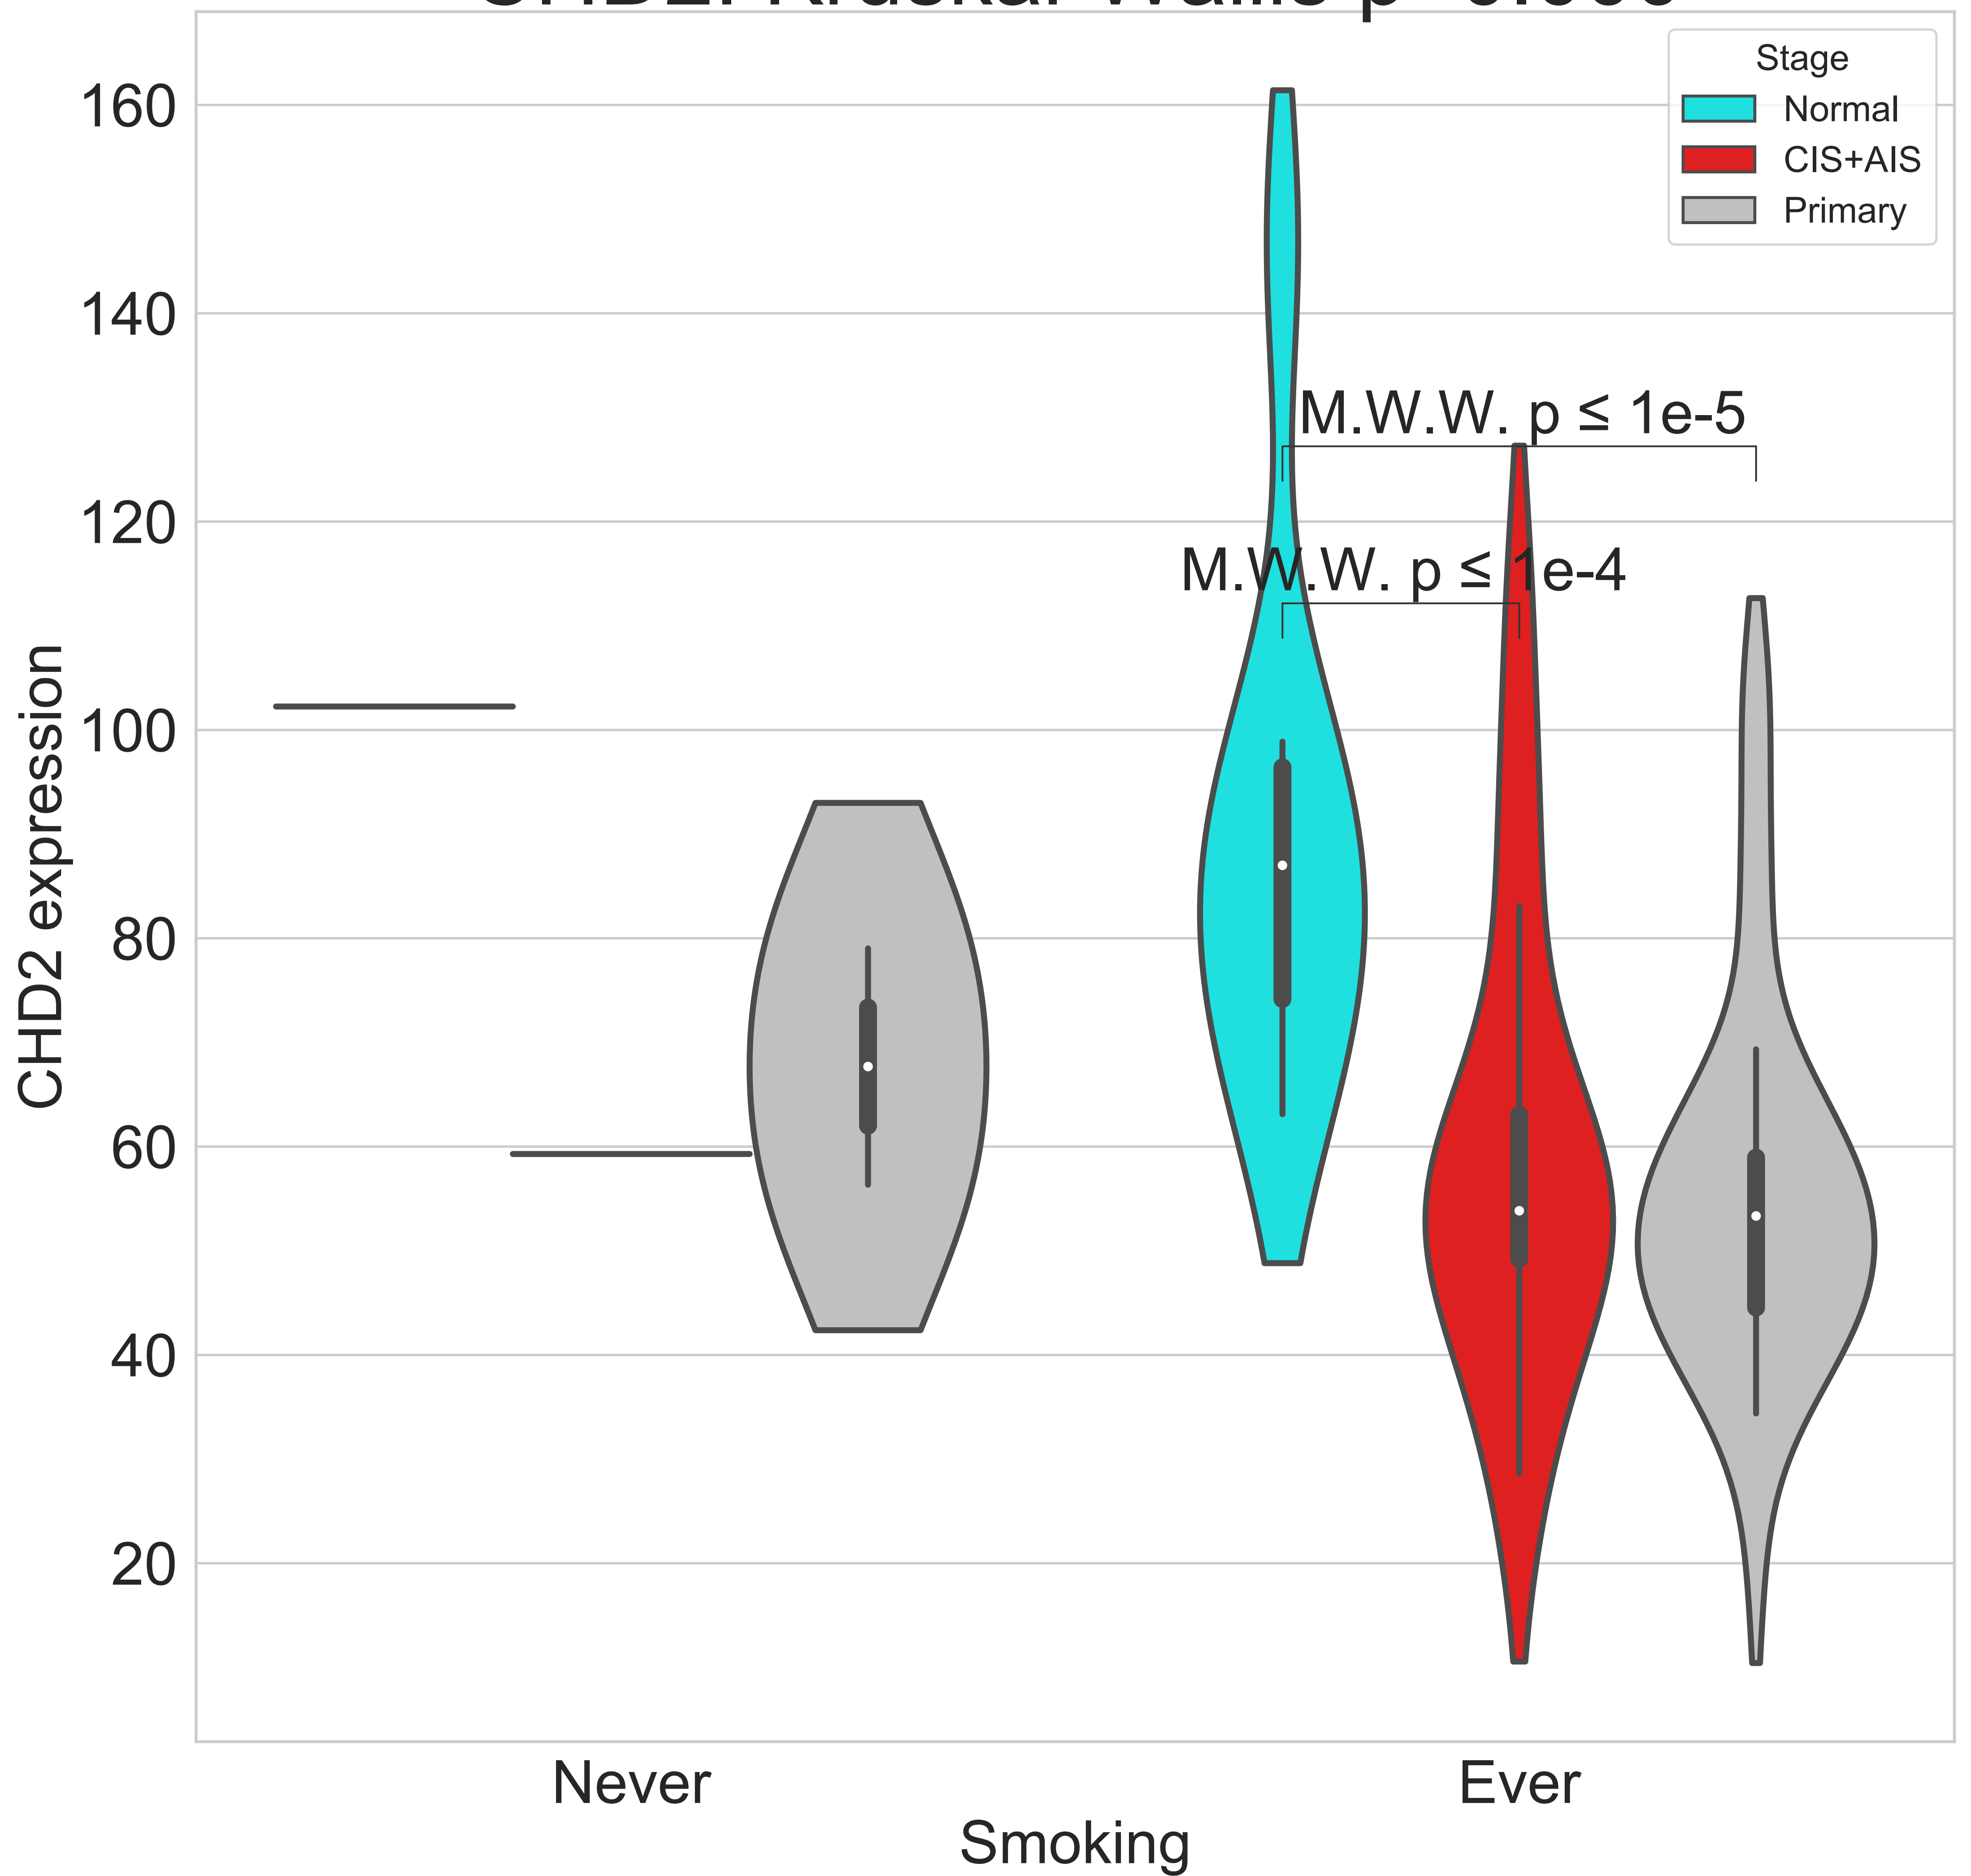 Stage
Normal
CIS+AIS
Primary
160
140
120
100
80
60
40
20
CHD2 expression
M.W.W. p ≤ 1e-5
M.W.W. p ≤ 1e-4
Never
Ever
Smoking